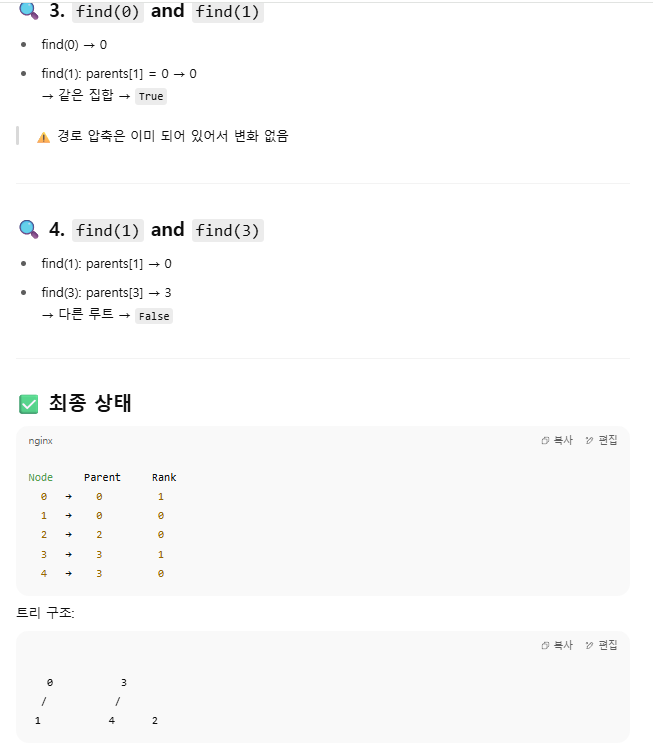 3. find(0) and find(1)
find(0) → 0
find(1): parents[1] = 0 → 0
→ 같은 집합 → True
경로 압축은 이미 되어 있어서 변화 없음
4. find(1) and find(3)
find(1): parents[1] → 0
find(3): parents[3] → 3
→ 다른 루트 → False
최종 상태
nginx 복사 편집
Node Parent Rank
0 → 0 1
1 → 0 0
2 → 2 0
3 → 3 1
4 → 3 0
트리 구조:
복사 편집
0 3
/ /
1 4 2